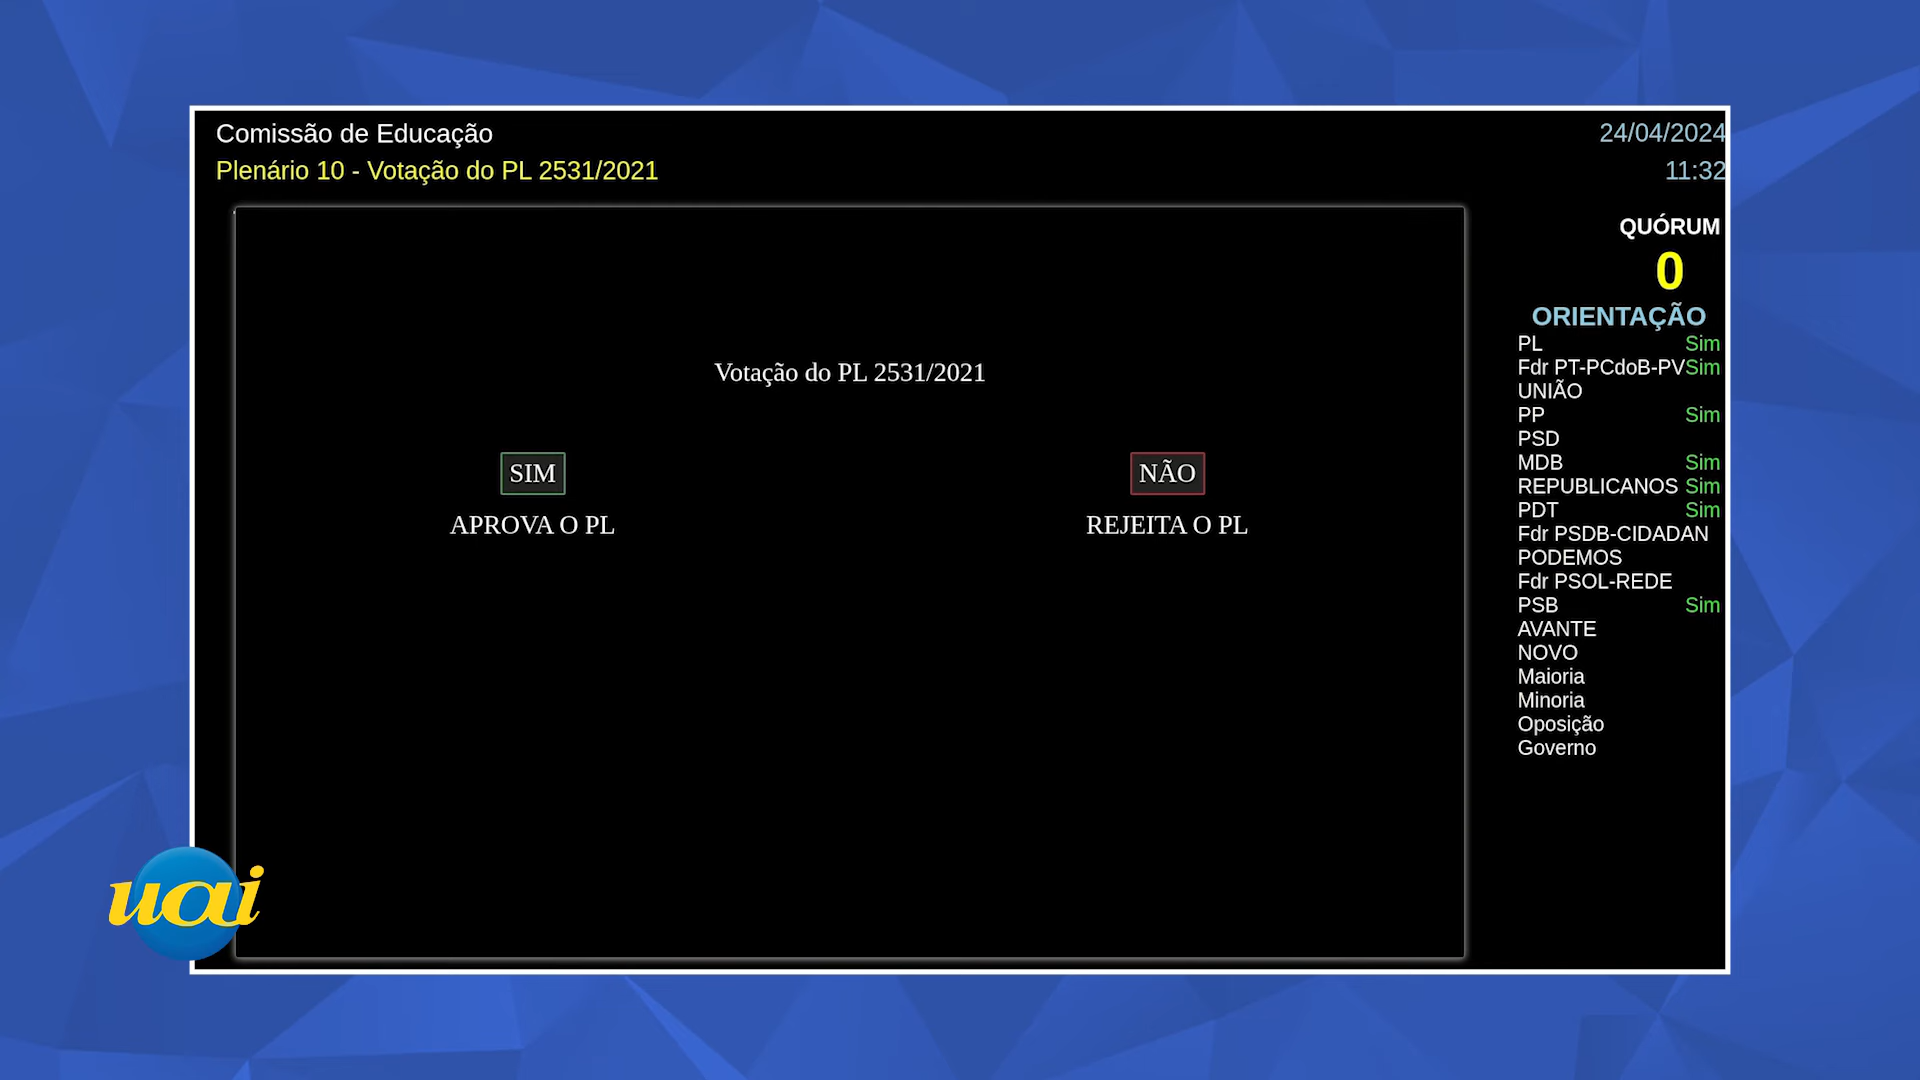 Comissão de Educação
24/04/2024
Plenário 10 - Votação do PL 2531/2021
11:32
QUÓRUM
0
ORIENTAÇÃO
PL Sim
Fdr PT-PCdoB-PV Sim
UNIÃO
PP Sim
PSD
MDB Sim
REPUBLICANOS Sim
PDT Sim
Fdr PSDB-CIDADAN
PODEMOS
Fdr PSOL-REDE
PSB Sim
AVANTE
NOVO
Maioria
Minoria
Oposição
Governo
Votação do PL 2531/2021
SIM
NÃO
APROVA O PL
REJEITA O PL
uai